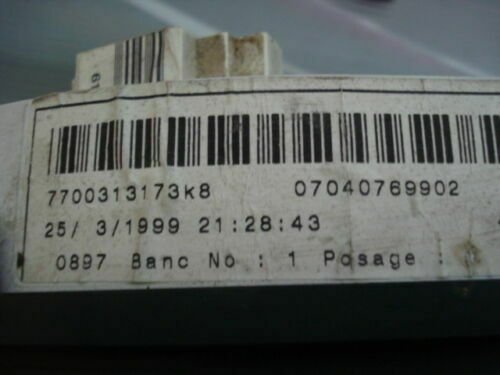 7700313173k8 07040769902
25/ 3/1999 21:28:43
0897 Banc No : 1 Posage :